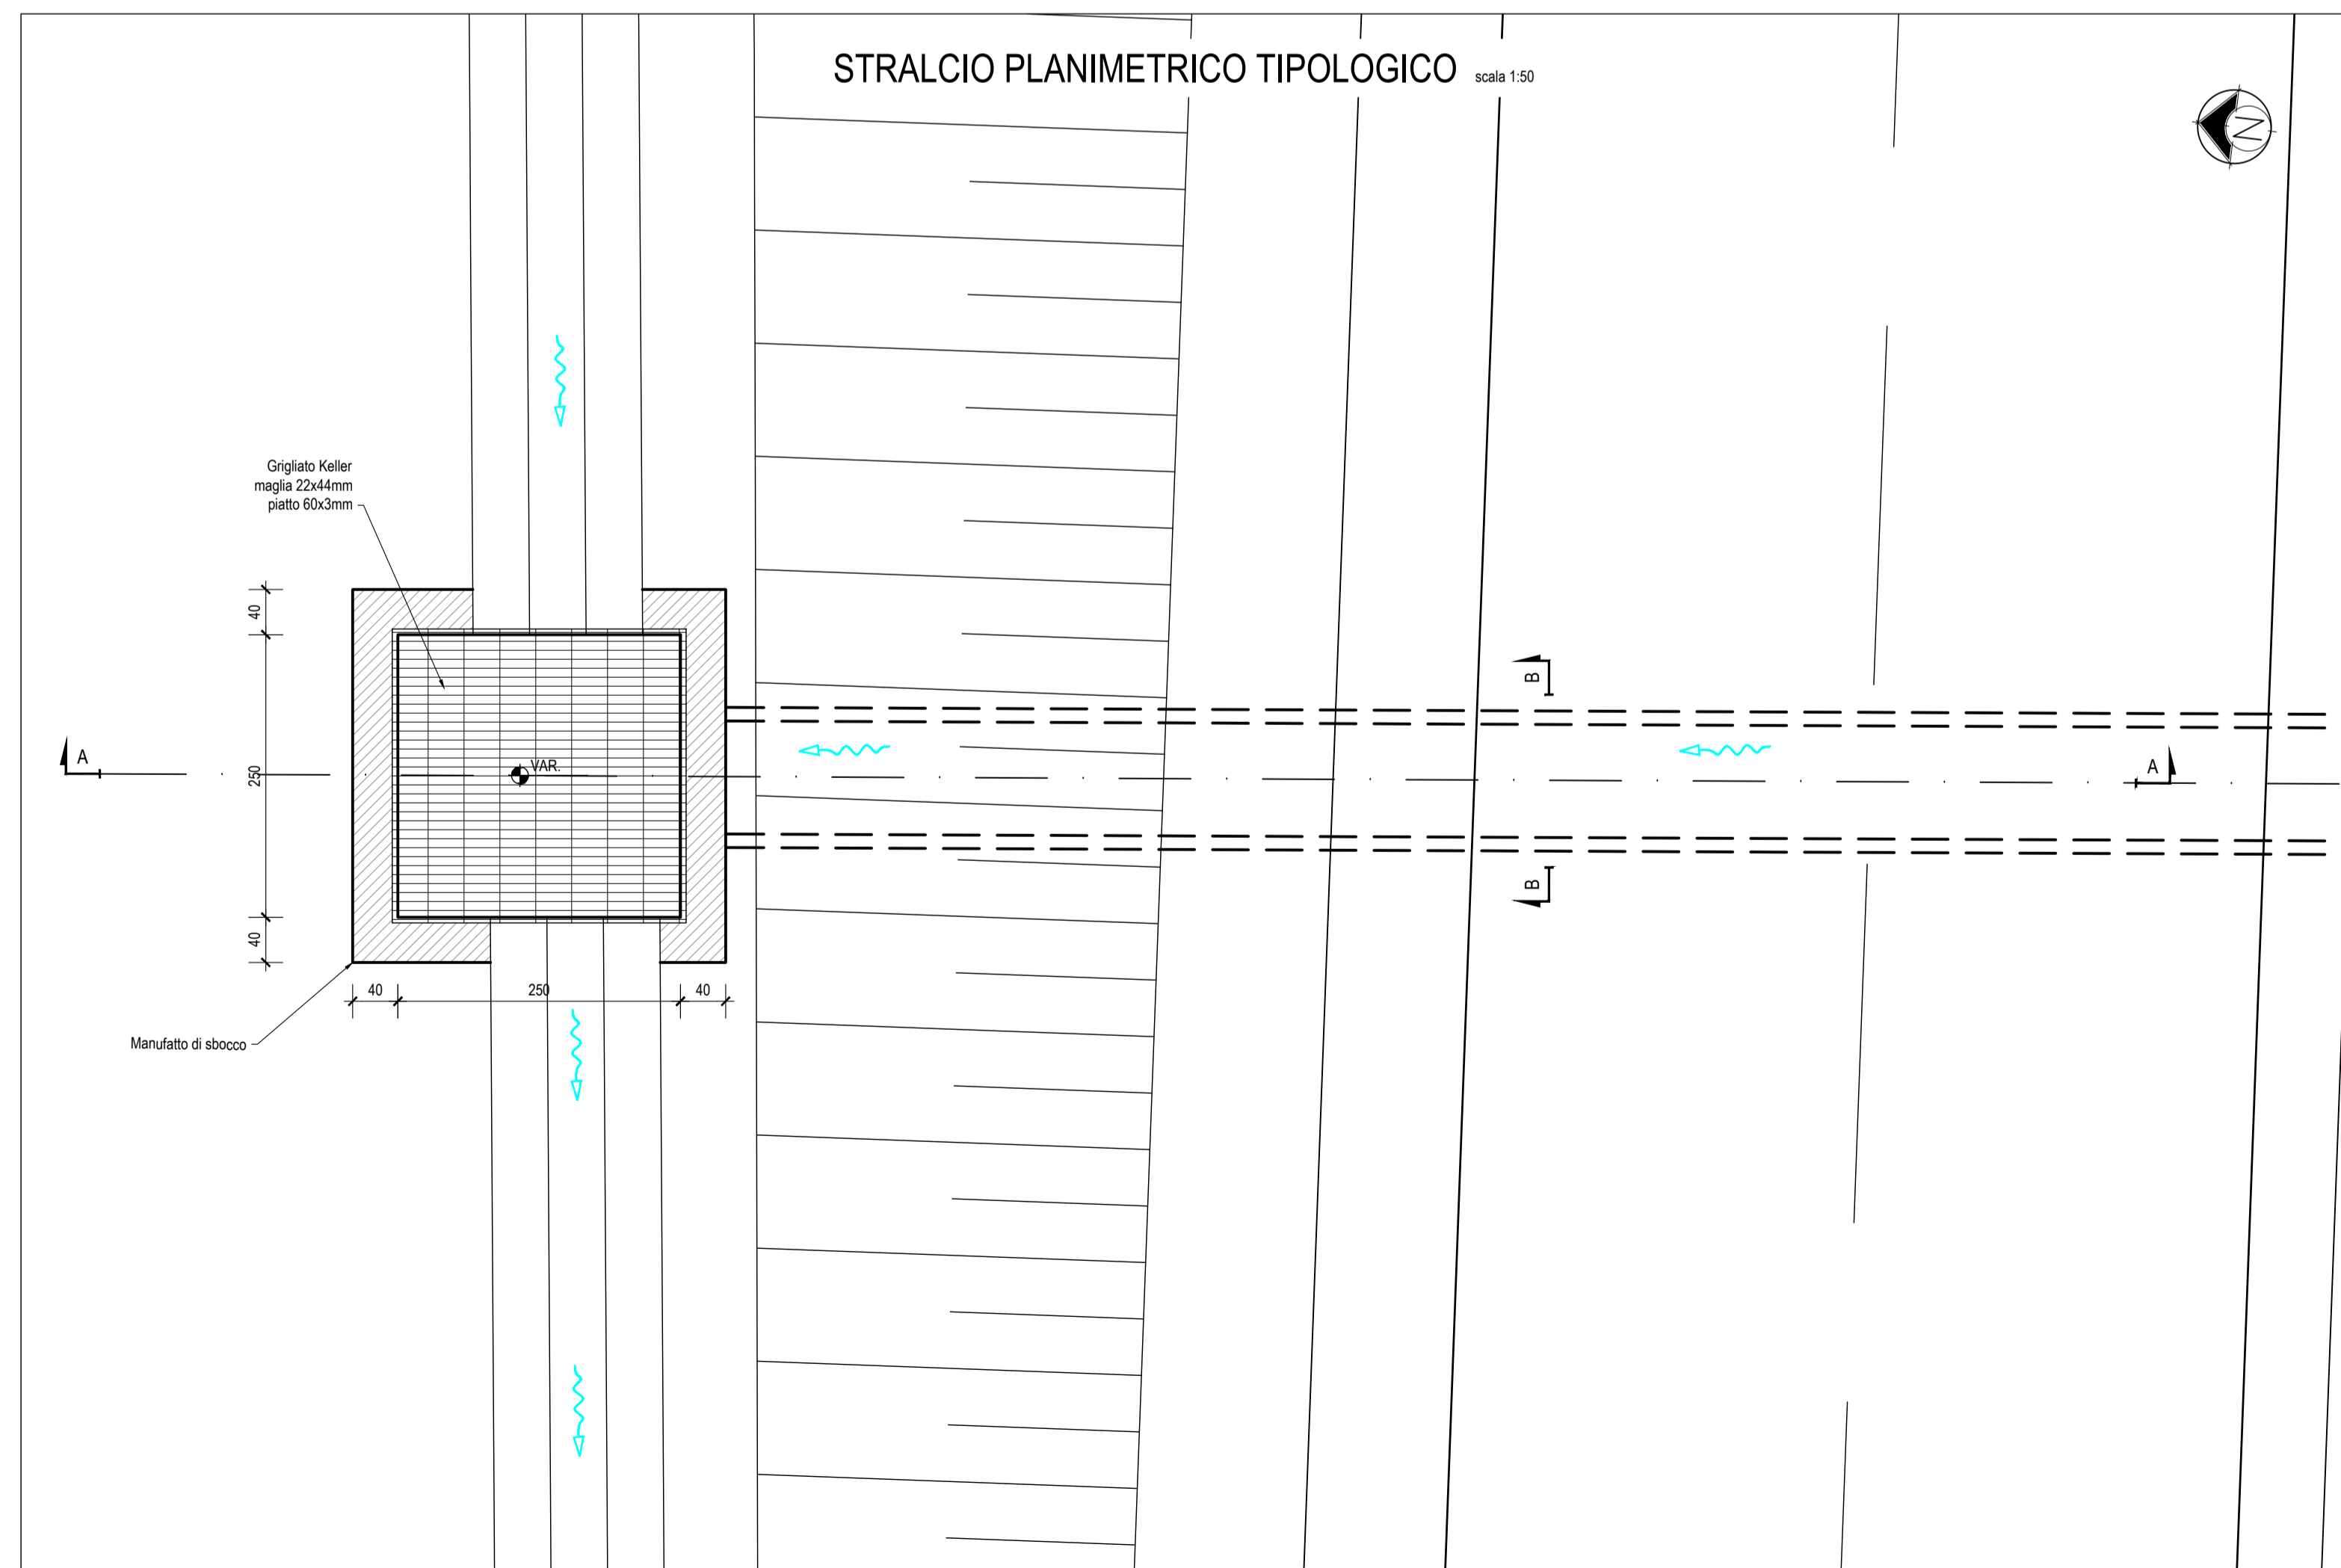 STRALCIO PLANIMETRICO TIPOLOGICO scala 1:50
N
Grigliato Keller
maglia 22x44mm
piatto 60x3mm
40
B
A
250
VAR.
A
B
40
40
250
40
Manufatto di sbocco